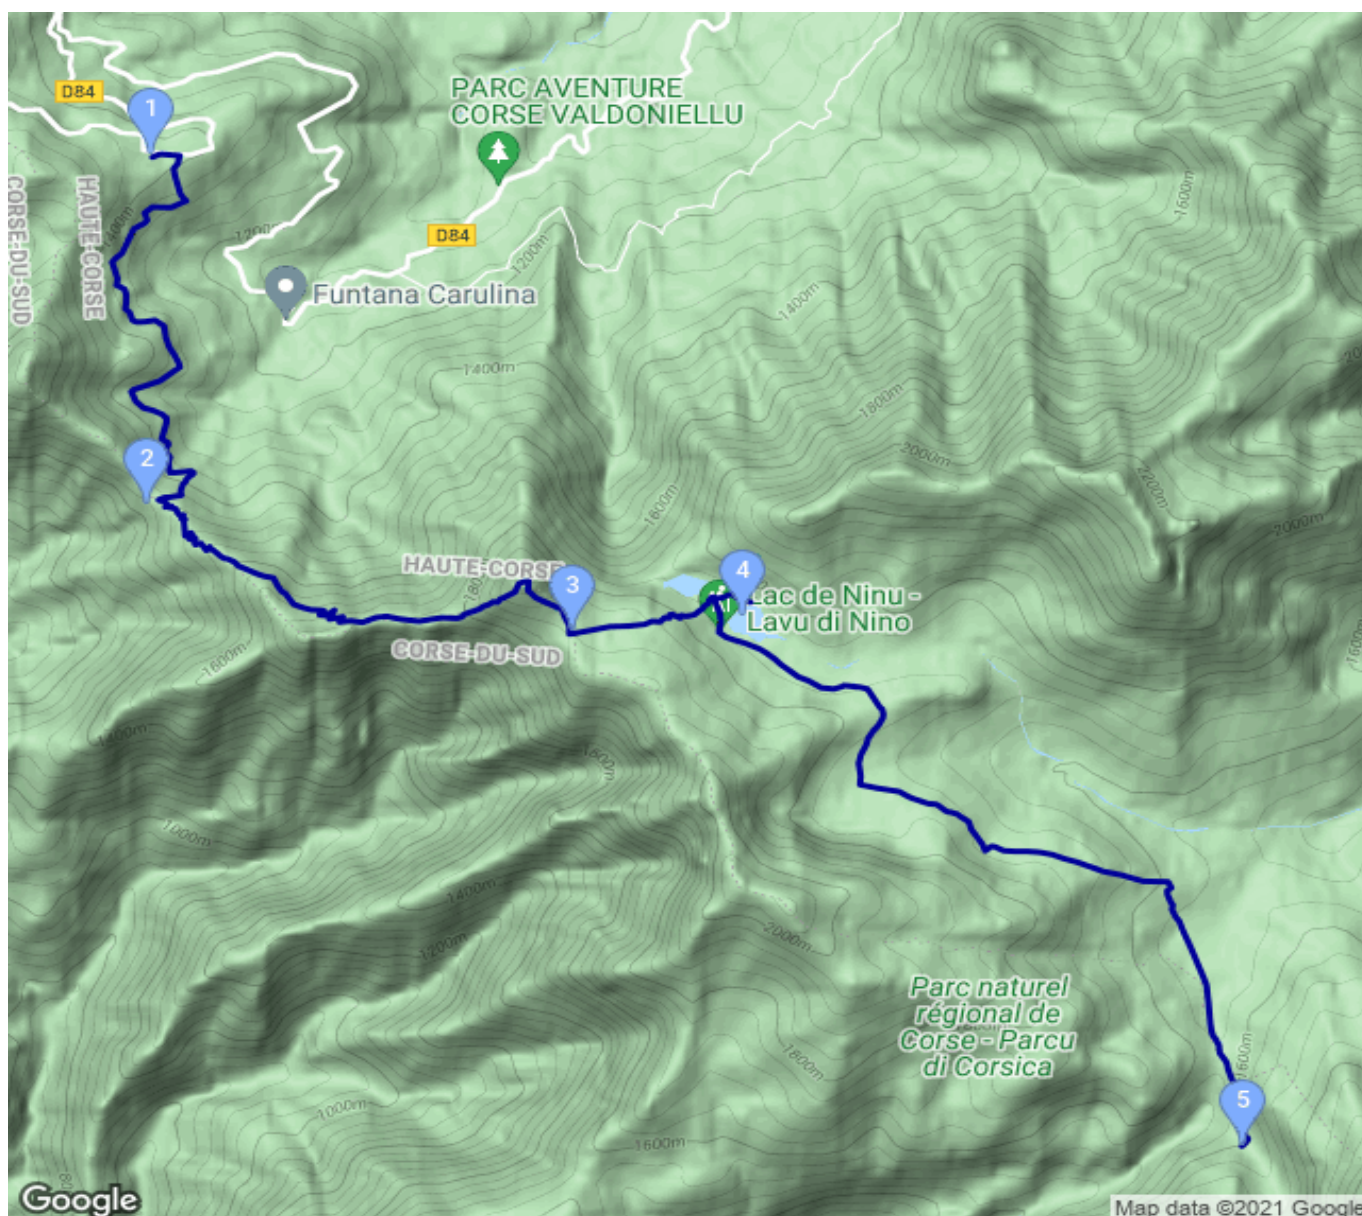 PARC AVENTURE
CORSE VALDONIELLU
D84
1
1600m
CORSE-DU-SUD
HAUTE-CORSE
1400m
1200m
D84
1200m
Funtana Carulina
1400m
1400m
1800m
2000m
2200m
2000m
2
1600m
HAUTE-CORSE
3
4
Lac de Ninu -
Lavu di Nino
CORSE-DU-SUD
1600m
1400m
1600m
1000m
1400m
1200m
2000m
Parc naturel
régional de
Corse - Parcu
di Corsica
1800m
1600m
5
1000m
1600m
Google
Map data ©2021 Google